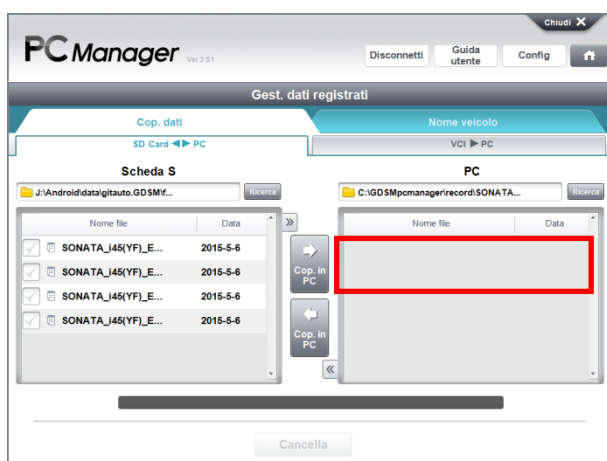 Chiudi X
PC Manager Ver 2.51
Disconnetti
Guida utente
Config
Gest. dati registrati
Cop. dati
Nome veicolo
SD Card ◀▶ PC
VCI ▶ PC
Scheda S
PC
J:\Android\data\gitauto.GDSM\f...
Ricerca
C:\GDSMpcmanager\record\SONATA...
Ricerca
Nome file Data
Nome file Data
SONATA_i45(YF)_E... 2015-5-6
SONATA_i45(YF)_E... 2015-5-6
SONATA_i45(YF)_E... 2015-5-6
SONATA_i45(YF)_E... 2015-5-6
Cop. in
PC
Cop. in
PC
Cancella